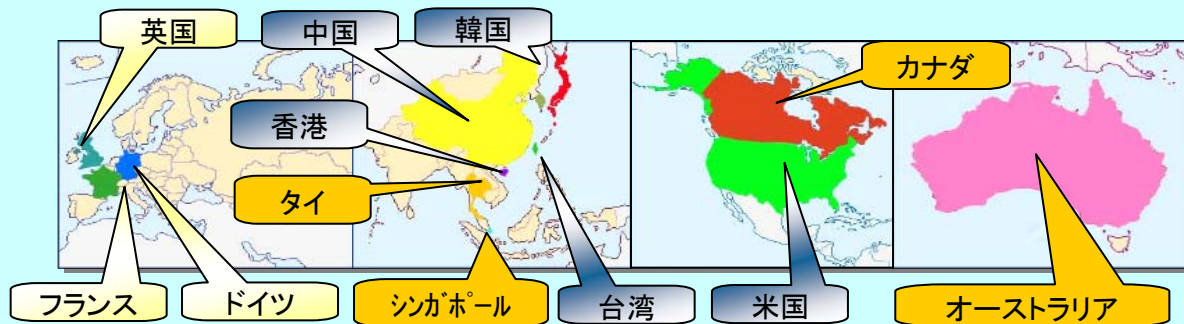 英国
中国
韓国
カナダ
香港
タイ
フランス
ドイツ
ｼﾝｶﾞﾎﾟｰﾙ
台湾
米国
オーストラリア